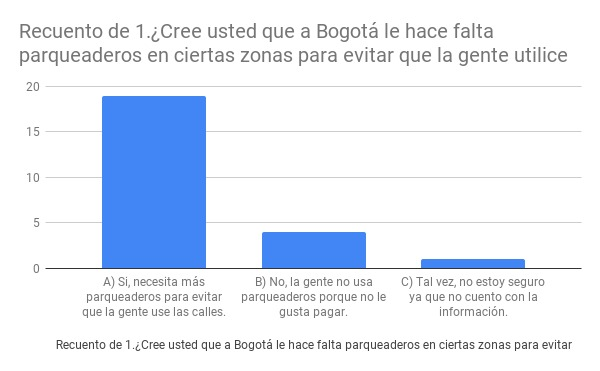 Recuento de 1.¿Cree usted que a Bogotá le hace falta
parqueaderos en ciertas zonas para evitar que la gente utilice
20
15
10
5
0
A) Si, necesita más
parqueaderos para evitar
que la gente use las calles.
B) No, la gente no usa
parqueaderos porque no le
gusta pagar.
C) Tal vez, no estoy seguro
ya que no cuento con la
información.
Recuento de 1.¿Cree usted que a Bogotá le hace falta parqueaderos en ciertas zonas para evitar